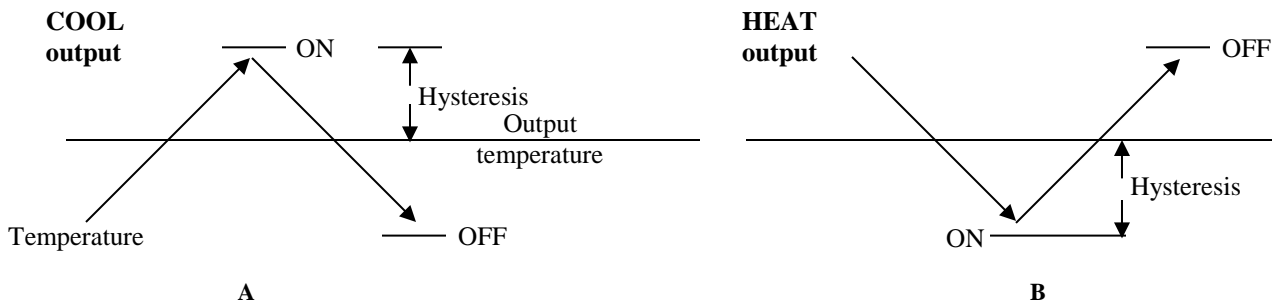 COOL
output
ON
Hysteresis
Output
temperature
Temperature
OFF
A
HEAT
output
OFF
Hysteresis
ON
B